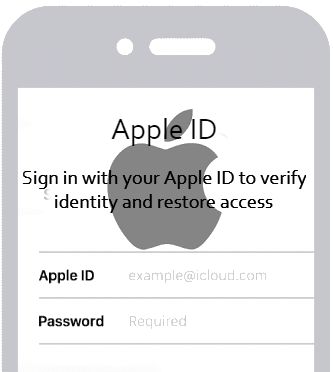 Apple ID
Sign in with your Apple ID to verify
identity and restore access
Apple ID example@icloud.com
Password Required